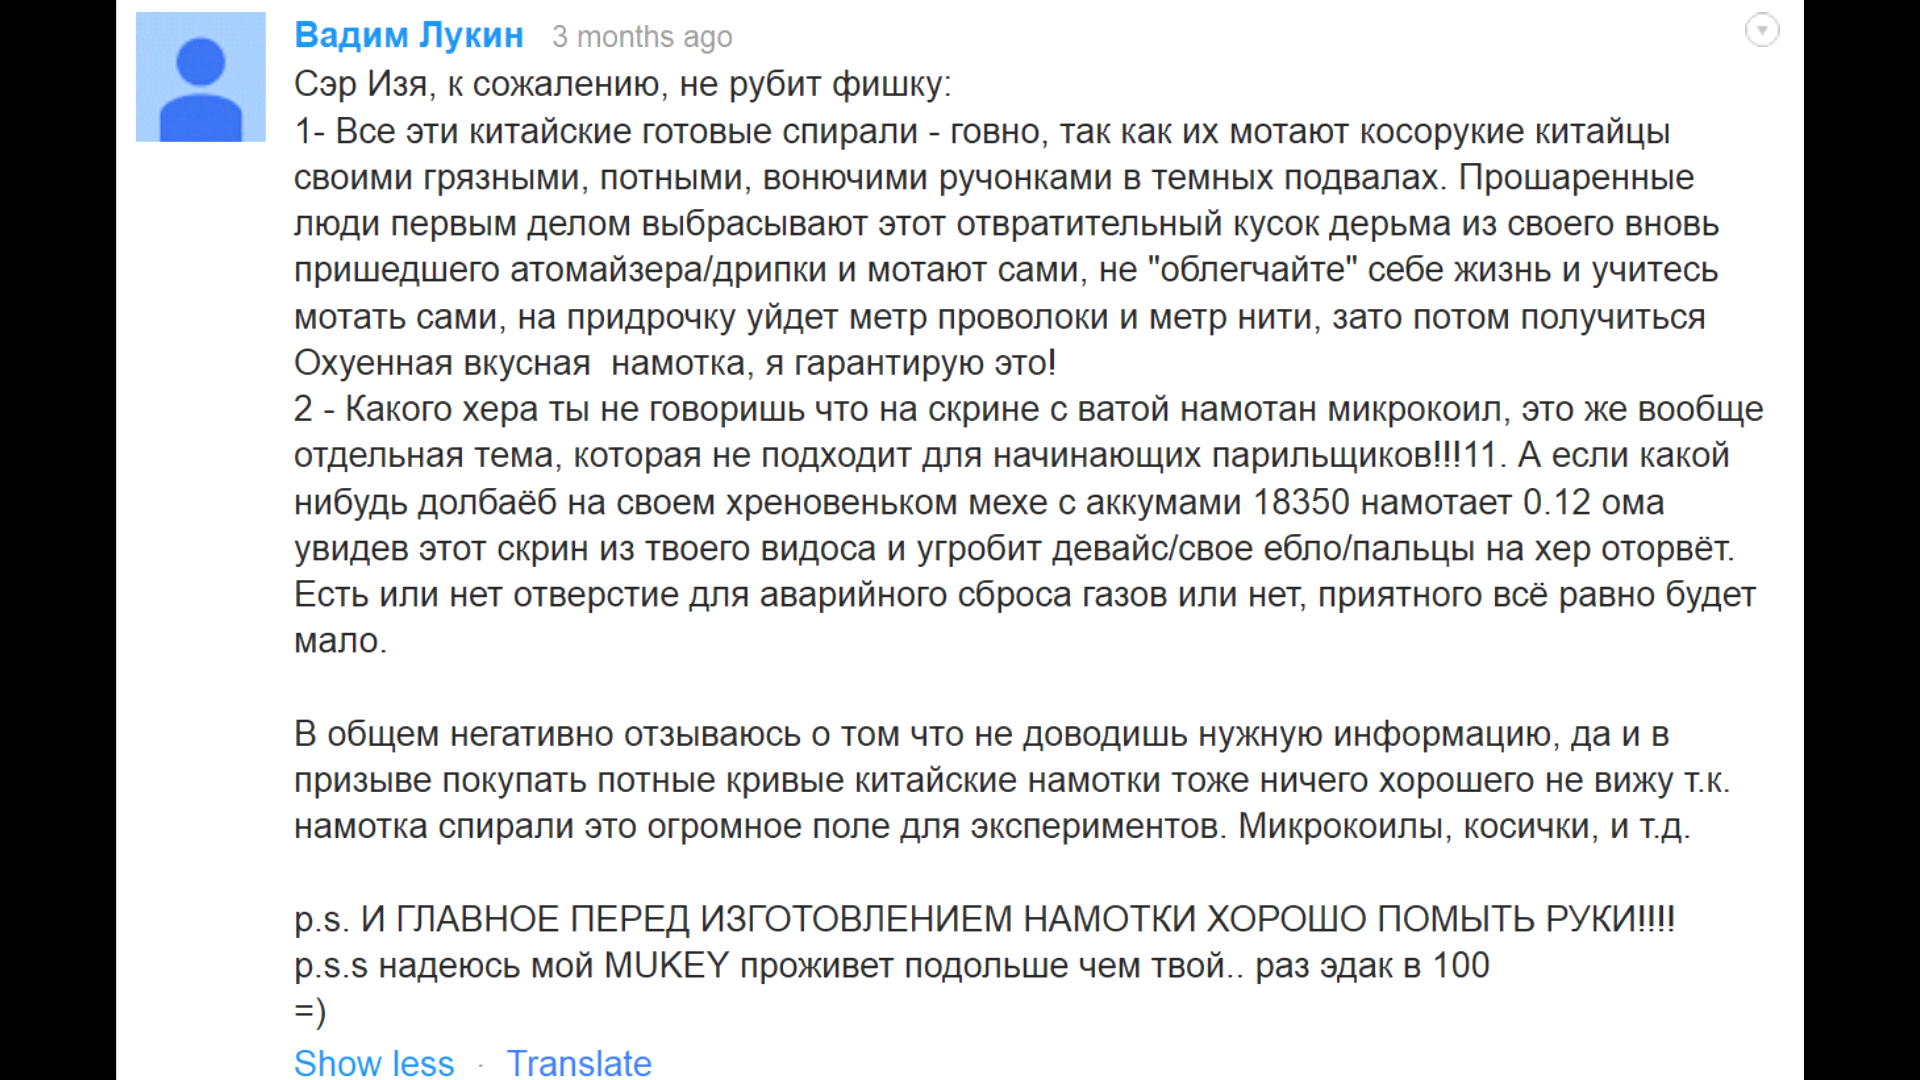 Вадим Лукин 3 months ago
Сэр Изя, к сожалению, не рубит фишку:
1- Все эти китайские готовые спирали - говно, так как их мотают косорукие китайцы
своими грязными, потными, вонючими ручонками в темных подвалах. Прошаренные
люди первым делом выбрасывают этот отвратительный кусок дерьма из своего вновь
пришедшего атомайзера/дрипки и мотают сами, не "облегчайте" себе жизнь и учитесь
мотать сами, на придрочку уйдет метр проволоки и метр нити, зато потом получиться
Охуенная вкусная  намотка, я гарантирую это!
2 - Какого хера ты не говоришь что на скрине с ватой намотан микрокоил, это же вообще
отдельная тема, которая не подходит для начинающих парильщиков!!!11. А если какой
нибудь долбаёб на своем хреновеньком мехе с аккумами 18350 намотает 0.12 ома
увидев этот скрин из твоего видоса и угробит девайс/свое ебло/пальцы на хер оторвёт.
Есть или нет отверстие для аварийного сброса газов или нет, приятного всё равно будет
мало.
В общем негативно отзываюсь о том что не доводишь нужную информацию, да и в
призыве покупать потные кривые китайские намотки тоже ничего хорошего не вижу т.к.
намотка спирали это огромное поле для экспериментов. Микрокоилы, косички, и т.д.
p.s. И ГЛАВНОЕ ПЕРЕД ИЗГОТОВЛЕНИЕМ НАМОТКИ ХОРОШО ПОМЫТЬ РУКИ!!!!
p.s.s надеюсь мой MUKEY проживет подольше чем твой.. раз эдак в 100
=)
Show less · Translate